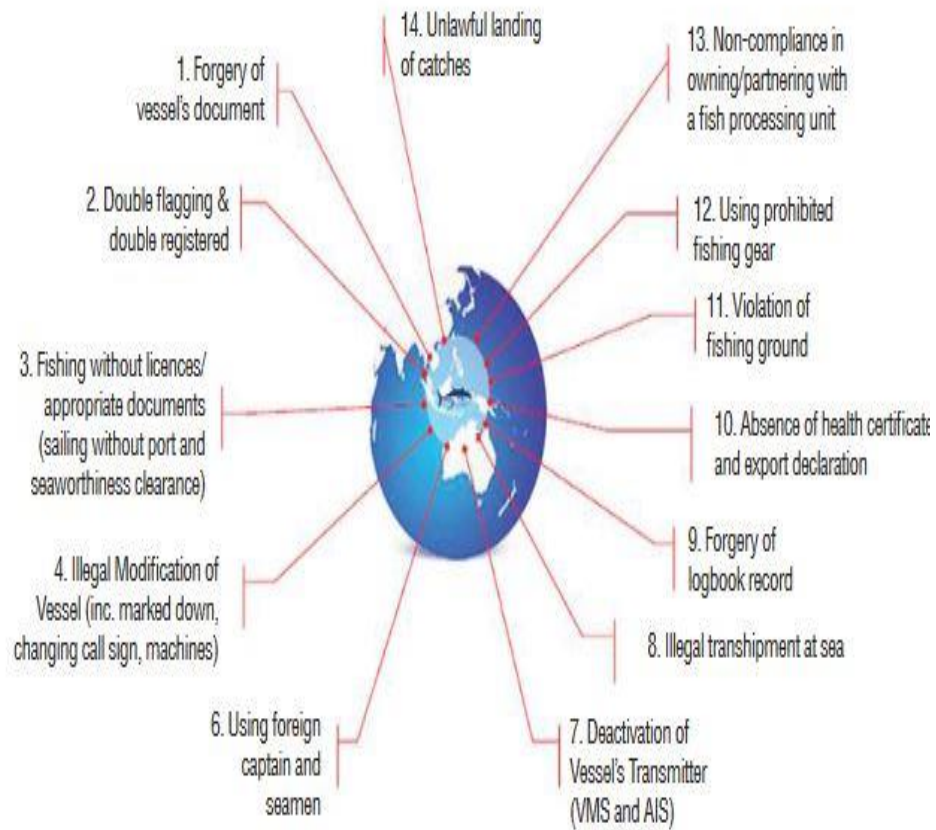 14. Unlawful landing
of catches
1. Forgery of
vessel's document
2. Double flagging &
double registered
3. Fishing without licences/
appropriate documents
(sailing without port and
seaworthiness clearance)
4. Illegal Modification of
Vessel (inc. marked down,
changing call sign, machines)
6. Using foreign
captain and
seamen
7. Deactivation of
Vessel's Transmitter
(VMS and AIS)
8. Illegal transhipment at sea
9. Forgery of
logbook record
10. Absence of health certificate
and export declaration
11. Violation of
fishing ground
12. Using prohibited
fishing gear
13. Non-compliance in
owning/partnering with
a fish processing unit